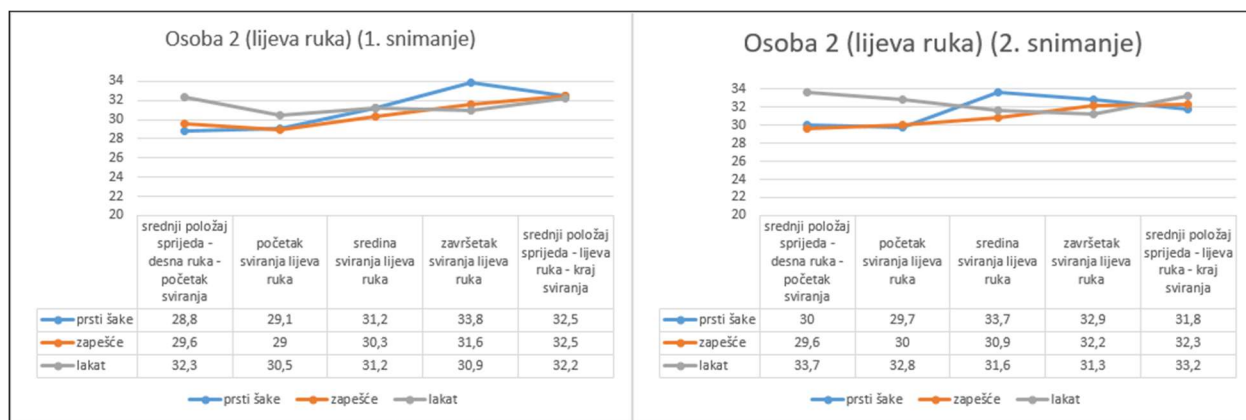 Osoba 2 (lijeva ruka) (1. snimanje)
34
32
30
28
26
24
22
20
srednji položaj
sprijeda -
desna ruka -
početak
sviranja
početak
sviranja lijeva
ruka
sredina
sviranja lijeva
ruka
završetak
sviranja lijeva
ruka
srednji položaj
sprijeda - lijeva
ruka - kraj
sviranja
prsti šake 28,8 29,1 31,2 33,8 32,5
zapešće 29,6 29 30,3 31,6 32,5
lakat 32,3 30,5 31,2 30,9 32,2
prsti šake zapešće lakat
Osoba 2 (lijeva ruka) (2. snimanje)
34
32
30
28
26
24
22
20
srednji položaj
sprijeda -
desna ruka -
početak
sviranja
početak
sviranja lijeva
ruka
sredina
sviranja lijeva
ruka
završetak
sviranja lijeva
ruka
srednji položaj
sprijeda - lijeva
ruka - kraj
sviranja
prsti šake 30 29,7 33,7 32,9 31,8
zapešće 29,6 30 30,9 32,2 32,3
lakat 33,7 32,8 31,6 31,3 33,2
prsti šake zapešće lakat